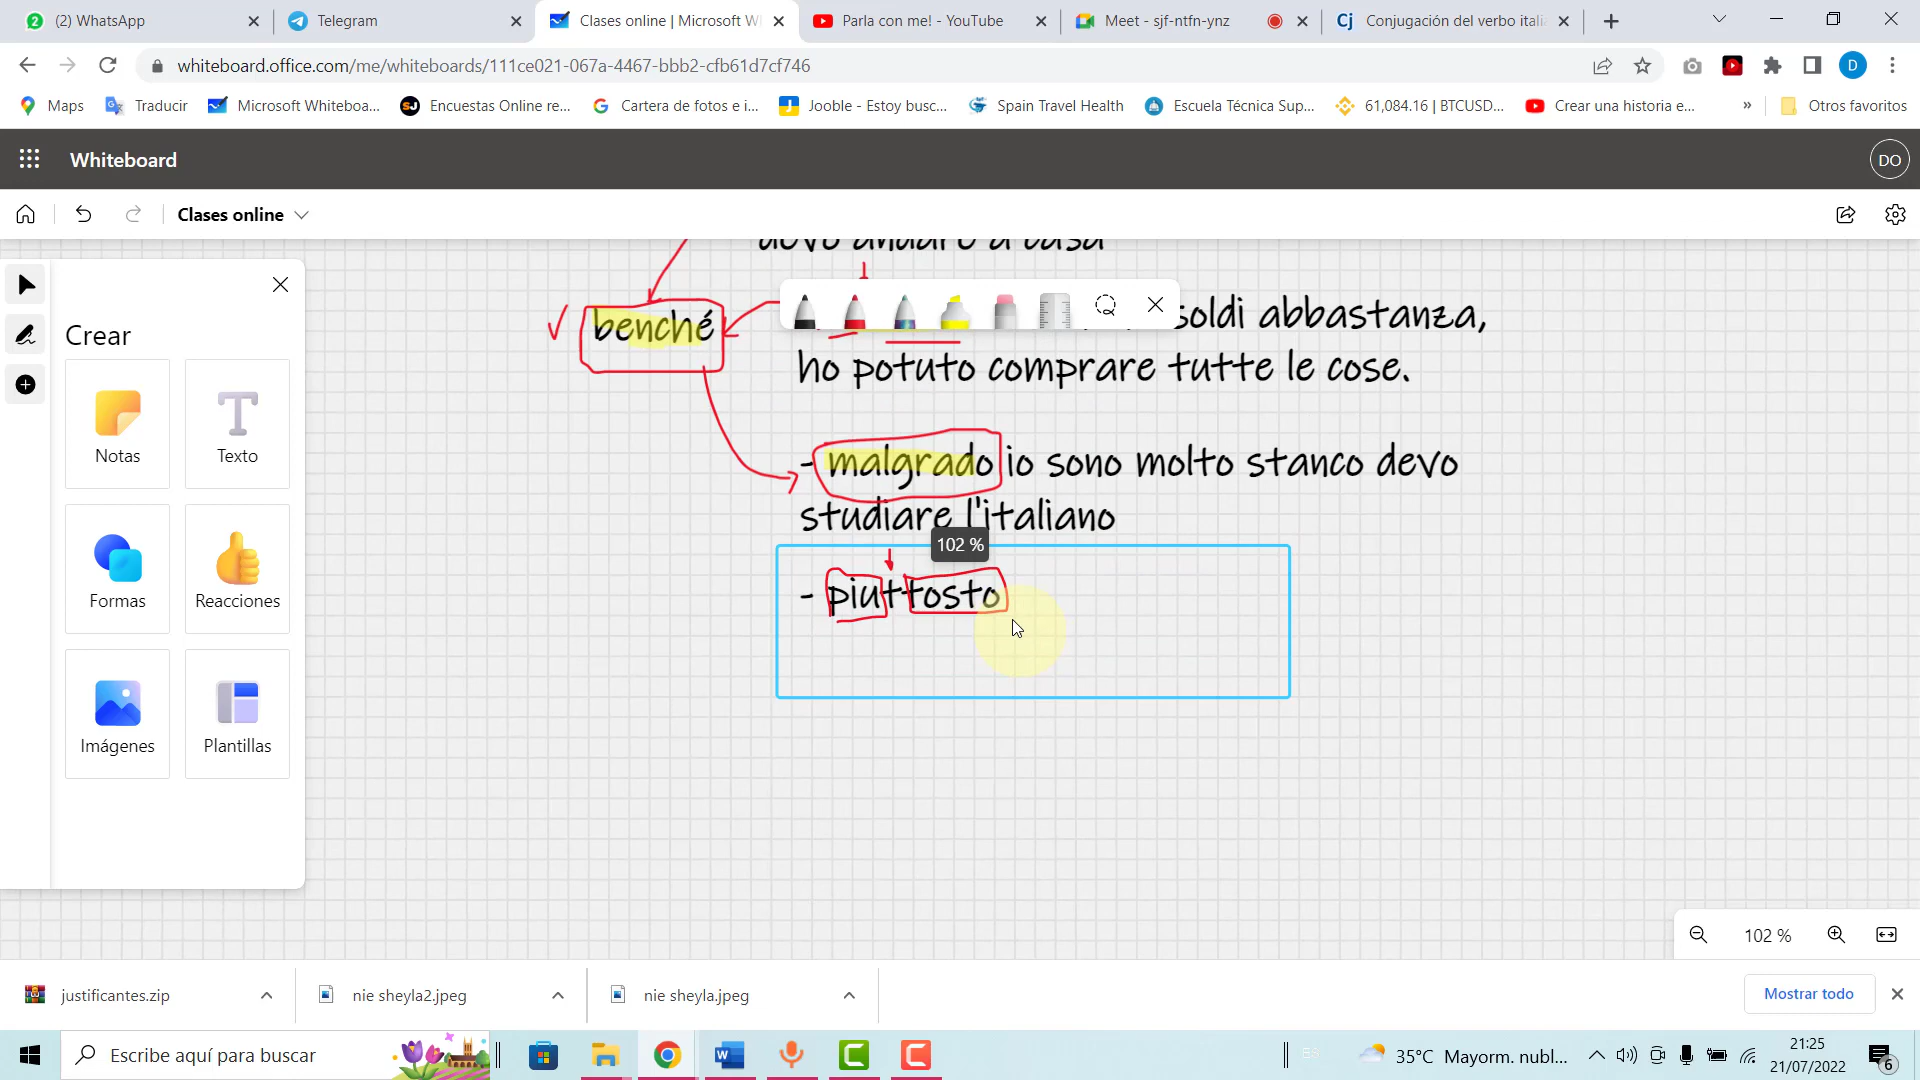 (2) WhatsApp
Telegram
Clases online | Microsoft W
Parla con me! - YouTube
Meet - sjf-ntfn-ynz
Cj Conjugación del verbo itali
whiteboard.office.com/me/whiteboards/111ce021-067a-4467-bbb2-cfb61d7cf746
D
Maps
Traducir
Microsoft Whiteboa...
Encuestas Online re...
Cartera de fotos e i...
Jooble - Estoy busc...
Spain Travel Health
Escuela Técnica Sup...
61,084.16 | BTCUSD...
Crear una historia e...
»
Otros favoritos
Whiteboard
DO
Clases online
devo andare a casa
benché
soldi abbastanza,
ho potuto comprare tutte le cose.
- malgrado io sono molto stanco devo
studiare l'italiano
102 %
- piuttosto
Crear
Notas
Texto
Formas
Reacciones
Imágenes
Plantillas
102 %
justificantes.zip
nie sheyla2.jpeg
nie sheyla.jpeg
Mostrar todo
Escribe aquí para buscar
35°C Mayorm. nubl...
21:25
21/07/2022
6